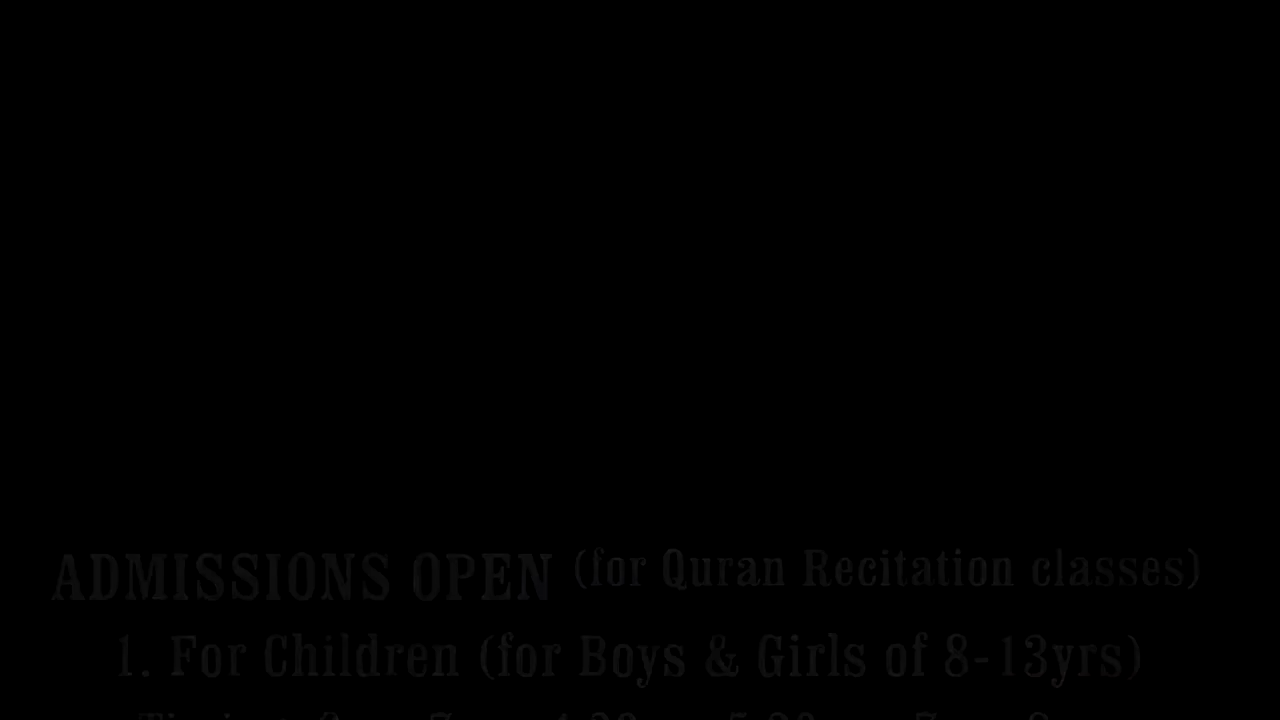 ADMISSIONS OPEN (for Quran Recitation classes)
1. For Children (for Boys & Girls of 8-13yrs)